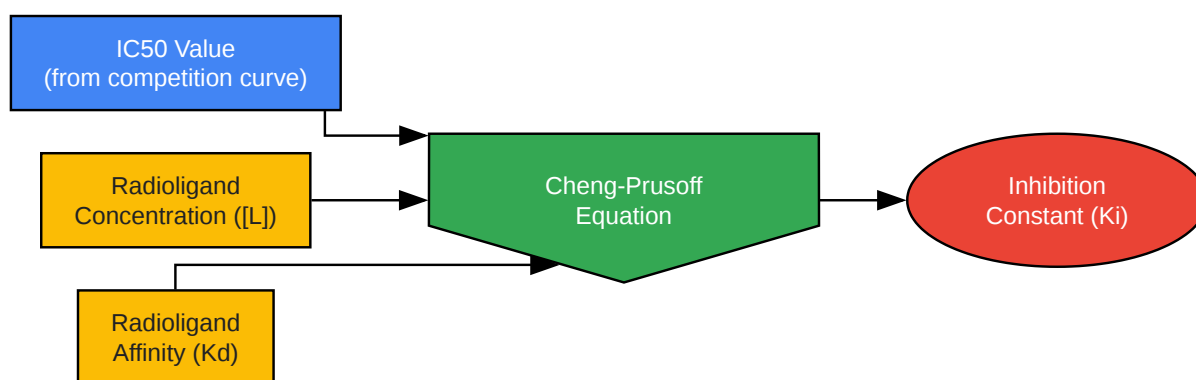 IC50 Value
(from competition curve)
Radioligand
Concentration ([L])
Radioligand
Affinity (Kd)
Cheng-Prusoff
Equation
Inhibition
Constant (Ki)